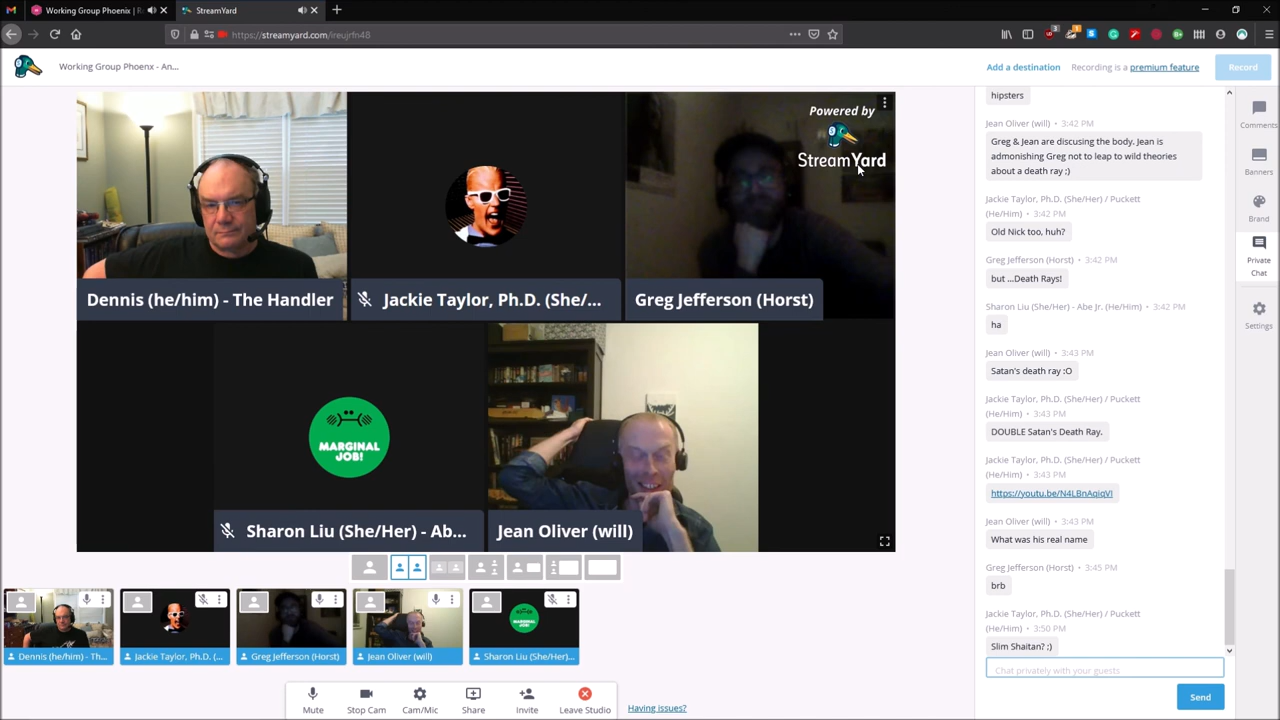 Working Group Phoenix | R
StreamYard
https://streamyard.com/ireujrfn48
Working Group Phoenx - An...
Add a destination
Recording is a premium feature
Record
Powered by
StreamYard
Dennis (he/him) - The Handler
Jackie Taylor, Ph.D. (She/...
Greg Jefferson (Horst)
MARGINAL
JOB!
Sharon Liu (She/Her) - Ab...
Jean Oliver (will)
Dennis (he/him) - Th...
Jackie Taylor, Ph.D. (...
Greg Jefferson (Horst)
Jean Oliver (will)
Sharon Liu (She/Her)...
Mute
Stop Cam
Cam/Mic
Share
Invite
Leave Studio
Having issues?
hipsters
Jean Oliver (will) • 3:42 PM
Greg & Jean are discusing the body. Jean is
admonishing Greg not to leap to wild theories
about a death ray ;)
Jackie Taylor, Ph.D. (She/Her) / Puckett
(He/Him) • 3:42 PM
Old Nick too, huh?
Greg Jefferson (Horst) • 3:42 PM
but ...Death Rays!
Sharon Liu (She/Her) - Abe Jr. (He/Him) • 3:42 PM
ha
Jean Oliver (will) • 3:43 PM
Satan's death ray :O
Jackie Taylor, Ph.D. (She/Her) / Puckett
(He/Him) • 3:43 PM
DOUBLE Satan's Death Ray.
Jackie Taylor, Ph.D. (She/Her) / Puckett
(He/Him) • 3:43 PM
Jean Oliver (will) • 3:43 PM
What was his real name
Greg Jefferson (Horst) • 3:45 PM
brb
Jackie Taylor, Ph.D. (She/Her) / Puckett
(He/Him) • 3:50 PM
Slim Shaitan? ;)
Chat privately with your guests
Send
Comments
Banners
Brand
Private
Chat
Settings